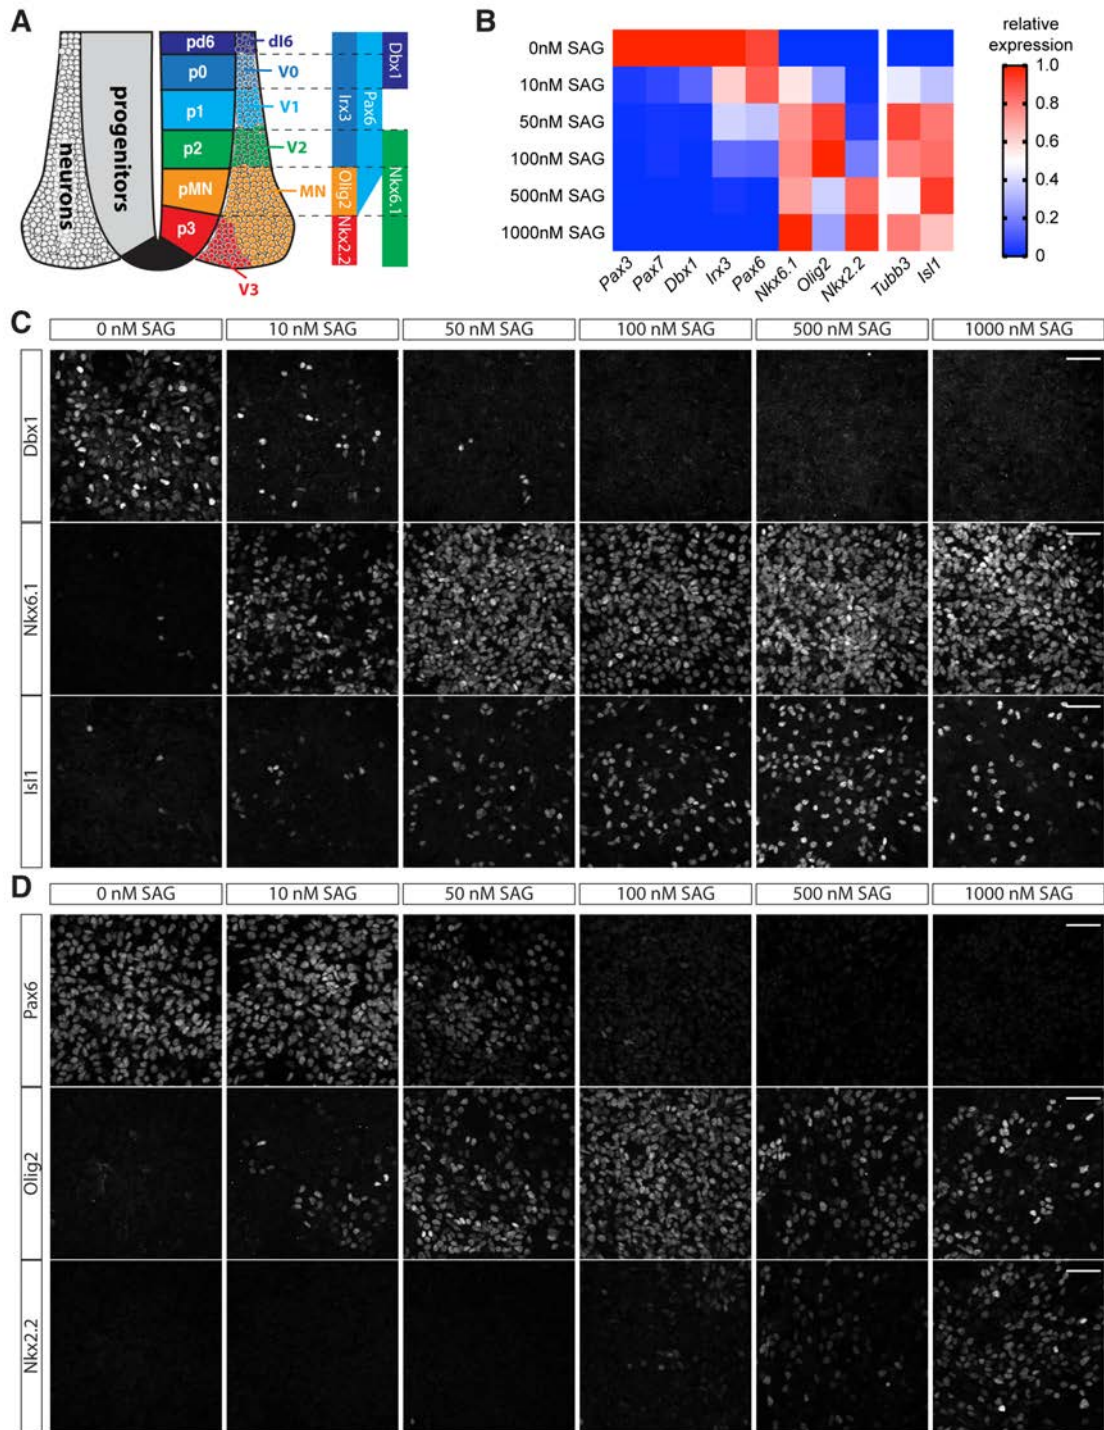 A
neurons
progenitors
pd6
p0
p1
p2
pMN
p3
dI6
V0
V1
V2
MN
V3
Irx3
Olig2
Nkx2.2
Pax6
Dbx1
Nkx6.1
B
0nM SAG
10nM SAG
50nM SAG
100nM SAG
500nM SAG
1000nM SAG
Pax3
Pax7
Dbx1
Irx3
Pax6
Nkx6.1
Olig2
Nkx2.2
Tubb3
Isl1
relative
expression
1.0
0.8
0.6
0.4
0.2
0
C
0 nM SAG
10 nM SAG
50 nM SAG
100 nM SAG
500 nM SAG
1000 nM SAG
Dbx1
Nkx6.1
Isl1
D
0 nM SAG
10 nM SAG
50 nM SAG
100 nM SAG
500 nM SAG
1000 nM SAG
Pax6
Olig2
Nkx2.2